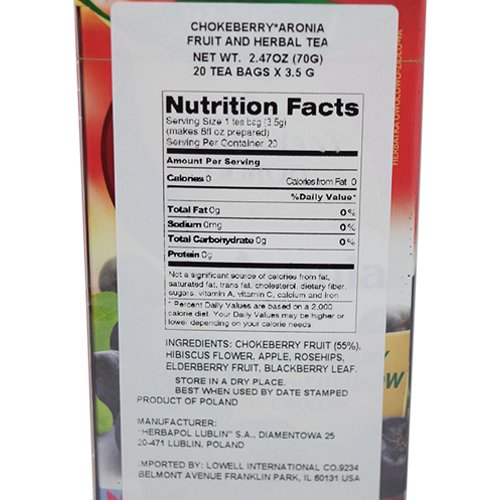 CHOKEBERRY*ARONIA
FRUIT AND HERBAL TEA
NET WT. 2.47OZ (70G)
20 TEA BAGS X 3.5 G
Nutrition Facts
Serving Size 1 tea bag (3.5g)
(makes 8fl oz prepared)
Serving Per Container 20
Amount Per Serving
Calories 0 Calories from Fat 0
%Daily Value*
Total Fat 0g 0%
Sodium 0mg 0%
Total Carbohydrate 0g 0%
Protein 0g
Not a significant source of calories from fat,
saturated fat, trans fat, cholesterol, dietary fiber,
sugars, vitamin A, vitamin C, calcium and iron.
* Percent Daily Values are based on a 2,000
calorie diet. Your Daily Values may be higher or
lower depending on your calorie needs
INGREDIENTS: CHOKEBERRY FRUIT (55%),
HIBISCUS FLOWER, APPLE, ROSEHIPS,
ELDERBERRY FRUIT, BLACKBERRY LEAF.
STORE IN A DRY PLACE.
BEST WHEN USED BY DATE STAMPED
PRODUCT OF POLAND
MANUFACTURER:
"HERBAPOL LUBLIN" S.A., DIAMENTOWA 25
20-471 LUBLIN, POLAND
IMPORTED BY: LOWELL INTERNATIONAL CO.9234
BELMONT AVENUE FRANKLIN PARK, IL 60131 USA
HERBATKA OWOCOWO-ZIOŁOWA